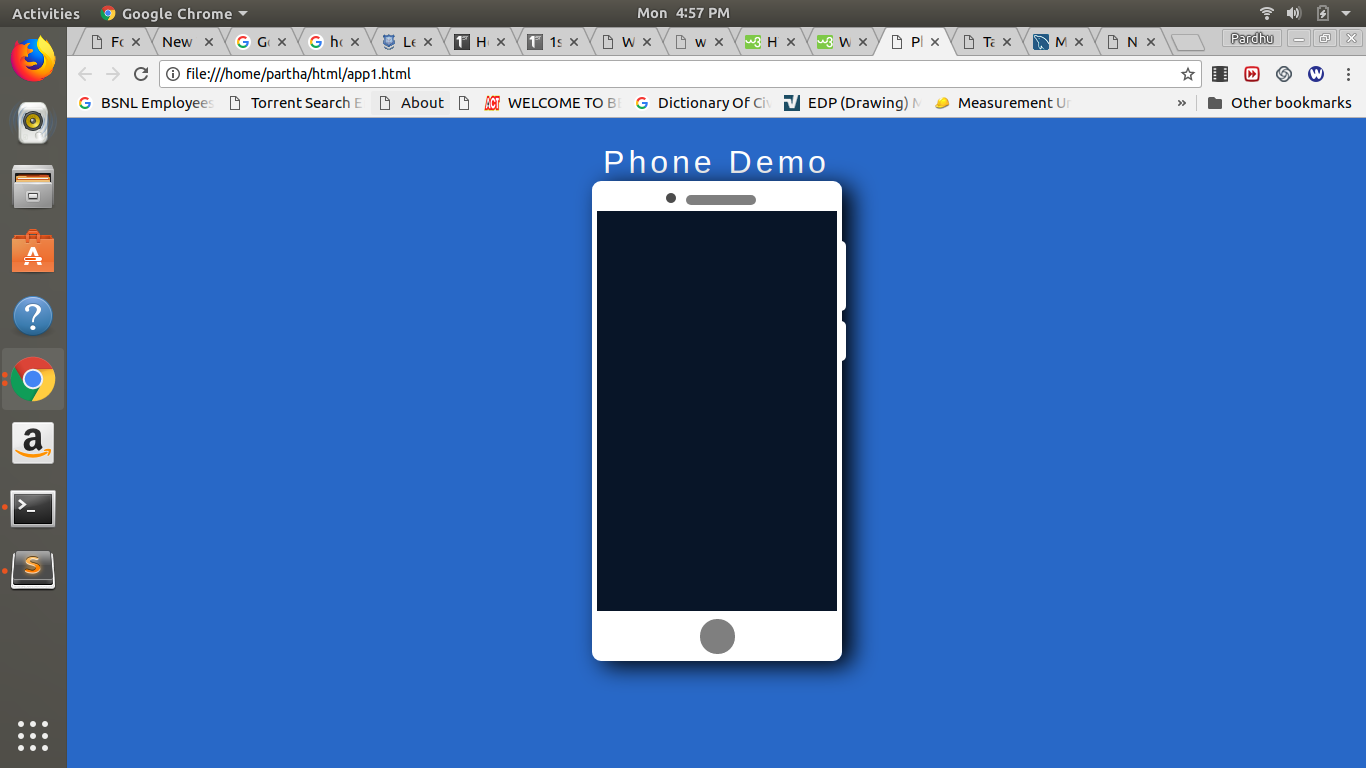 Activities Google Chrome Mon 4:57 PM
Fo New Go ho Le H 1s W w H W Pl Ta M N Pardhu
file:///home/partha/html/app1.html
BSNL Employees Torrent Search E About ACT WELCOME TO BE Dictionary Of Civ EDP (Drawing) M Measurement Un » Other bookmarks
Phone Demo